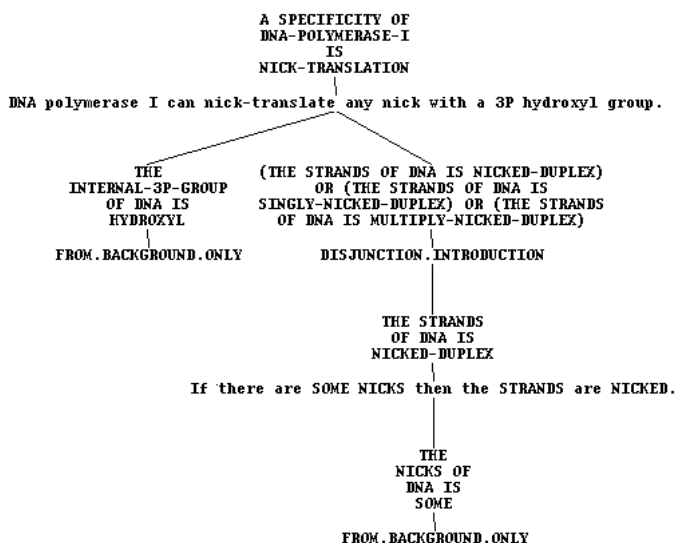 A SPECIFICITY OF
DNA-POLYMERASE-I
IS
NICK-TRANSLATION
DNA polymerase I can nick-translate any nick with a 3P hydroxyl group.
THE
INTERNAL-3P-GROUP
OF DNA IS
HYDROXYL
FROM.BACKGROUND.ONLY
(THE STRANDS OF DNA IS NICKED-DUPLEX)
OR (THE STRANDS OF DNA IS
SINGLY-NICKED-DUPLEX) OR (THE STRANDS
OF DNA IS MULTIPLY-NICKED-DUPLEX)
DISJUNCTION.INTRODUCTION
THE STRANDS
OF DNA IS
NICKED-DUPLEX
If there are SOME NICKS then the STRANDS are NICKED.
THE
NICKS OF
DNA IS
SOME
FROM.BACKGROUND.ONLY